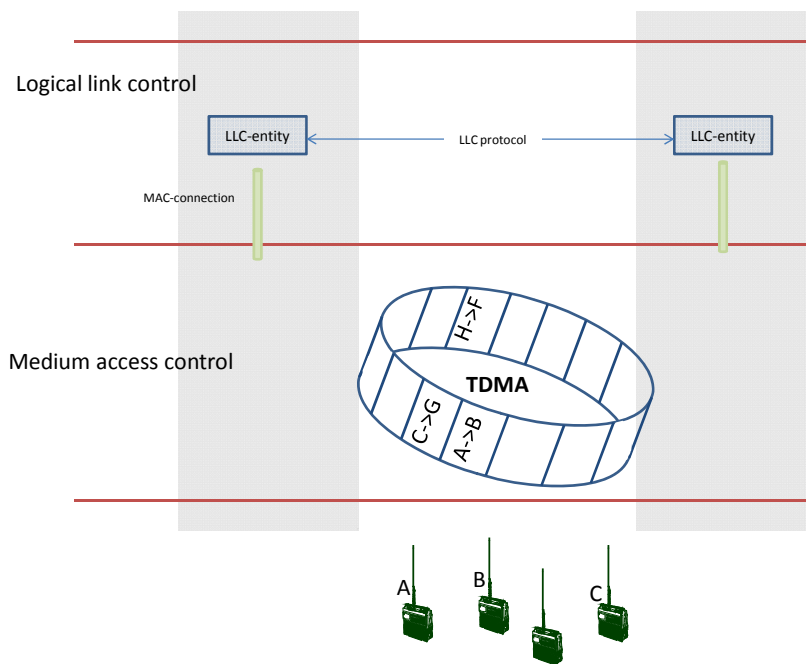 Logical link control
LLC-entity
LLC protocol
LLC-entity
MAC-connection
H->F
Medium access control
TDMA
C->G
A->B
A
B
C